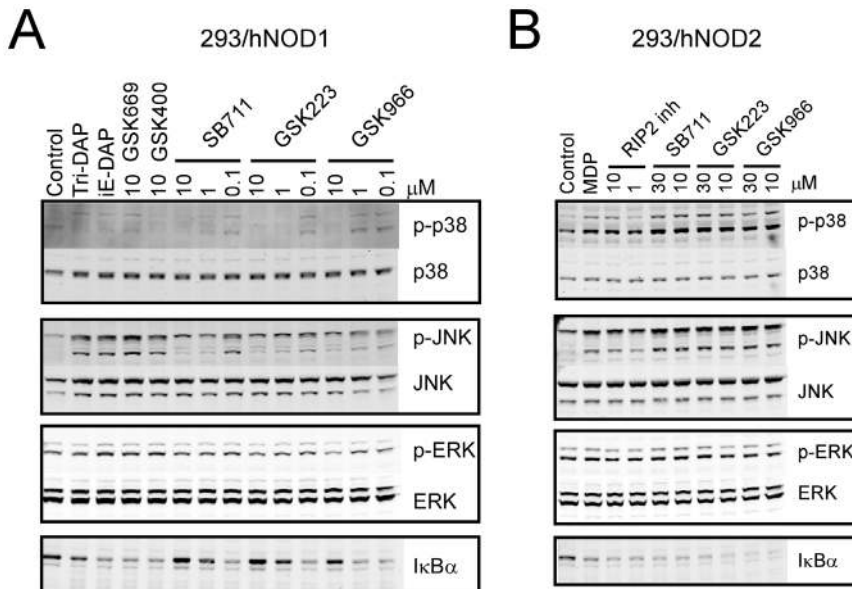 A
293/hNOD1
Control
Tri-DAP
iE-DAP
10 GSK669
10 GSK400
SB711
GSK223
GSK966
10 1 0.1 10 1 0.1 10 1 0.1 μM
p-p38
p38
p-JNK
JNK
p-ERK
ERK
IκBα
B
293/hNOD2
Control
MDP
RIP2 inh
SB711
GSK223
GSK966
10 1 30 10 30 10 30 10 μM
p-p38
p38
p-JNK
JNK
p-ERK
ERK
IκBα